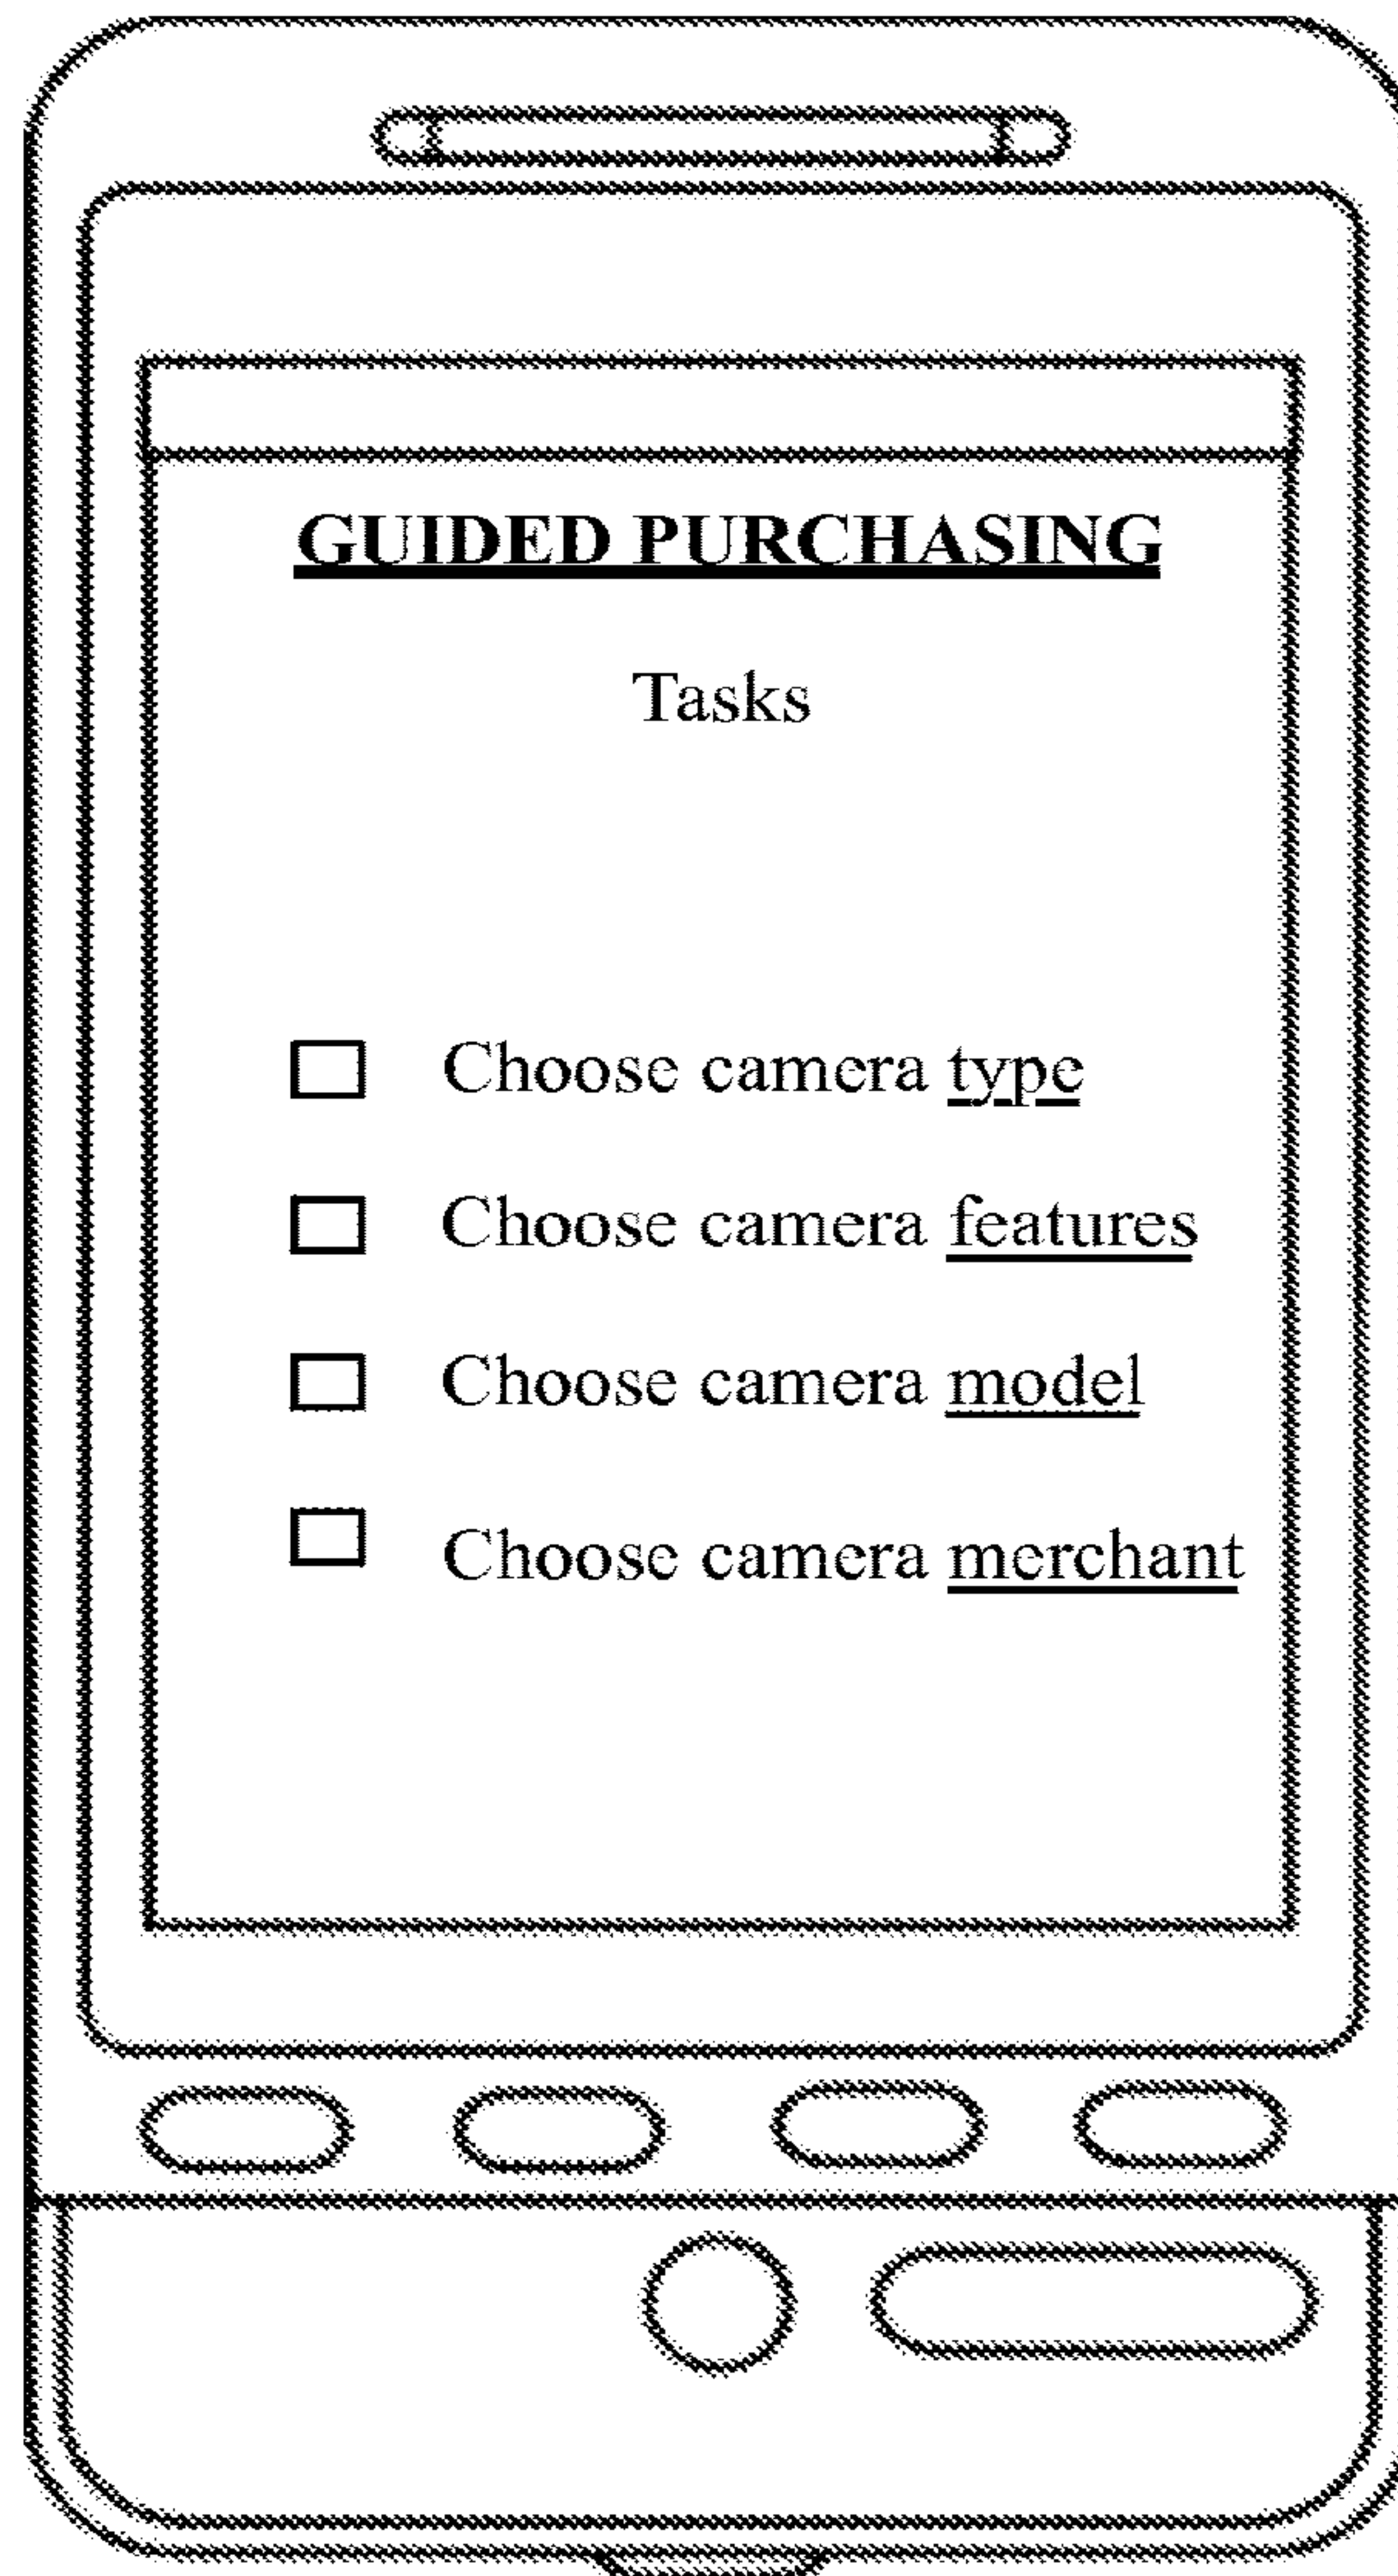 GUIDED PURCHASING
Tasks
Choose camera type
Choose camera features
Choose camera model
Choose camera merchant